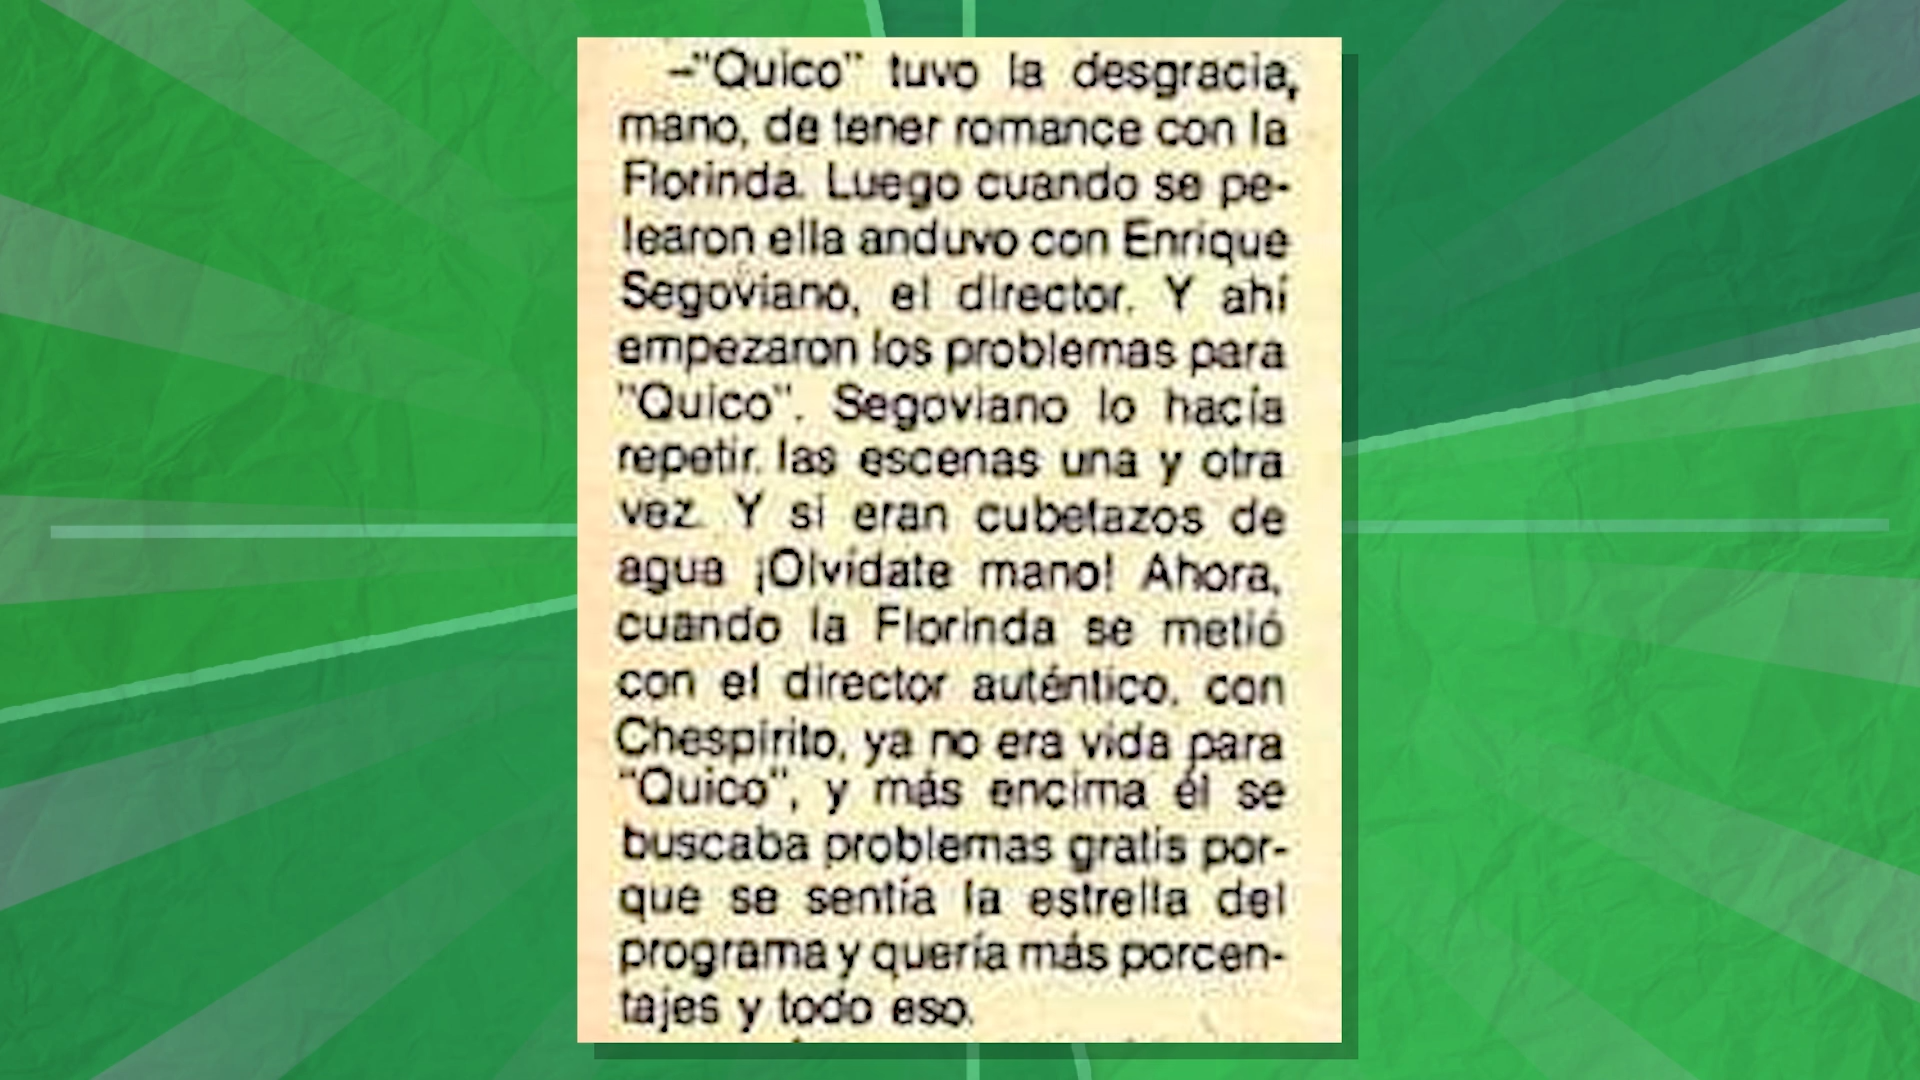 –"Quico" tuvo la desgracia,
mano, de tener romance con la
Florinda. Luego cuando se pe-
learon ella anduvo con Enrique
Segoviano, el director. Y ahí
empezaron los problemas para
"Quico". Segoviano lo hacía
repetir las escenas una y otra
vez. Y si eran cubetazos de
agua ¡Olvídate mano! Ahora,
cuando la Florinda se metió
con el director auténtico, con
Chespirito, ya no era vida para
"Quico", y más encima él se
buscaba problemas gratis por-
que se sentía la estrella del
programa y quería más porcen-
tajes y todo eso.